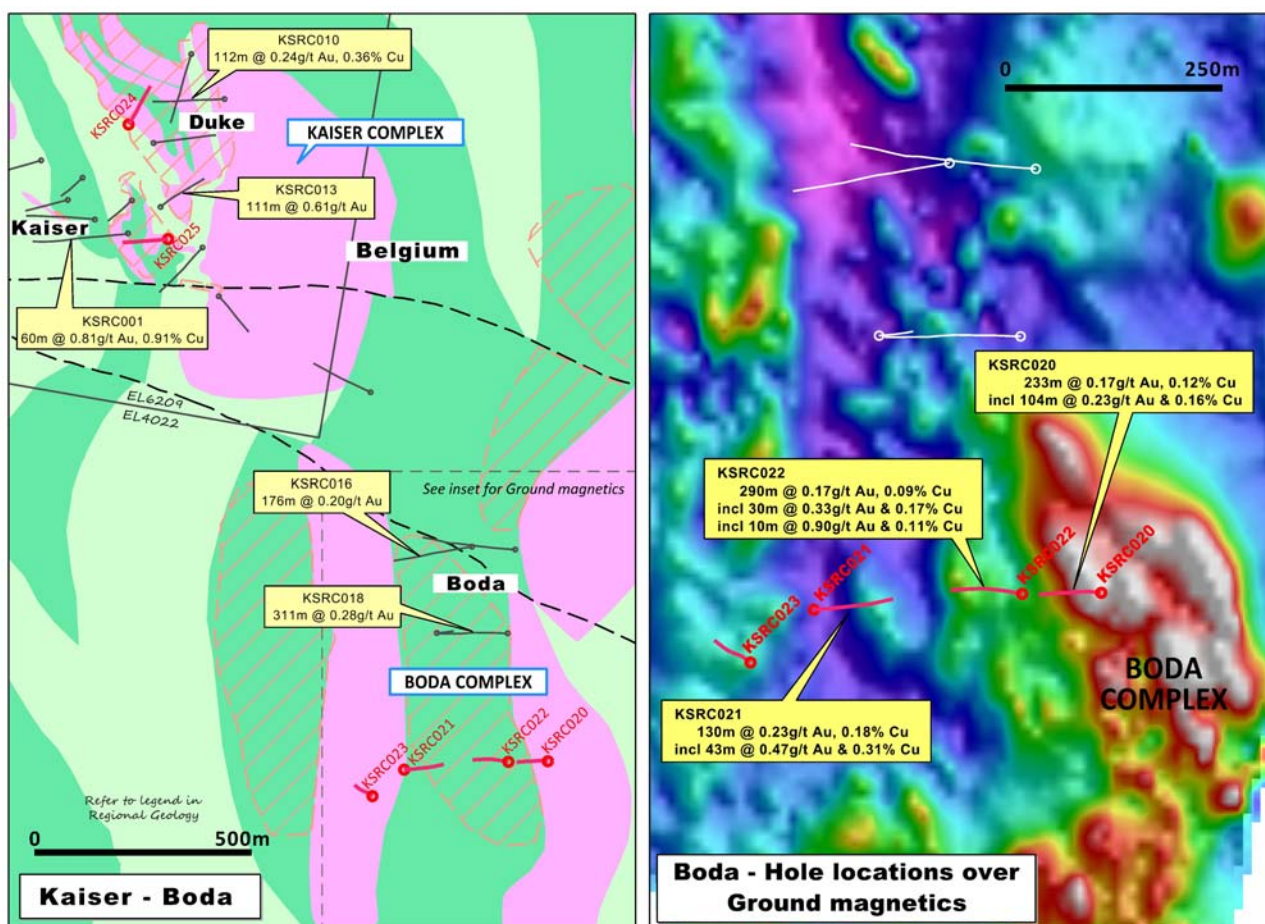 KSRC010
112m @ 0.24g/t Au, 0.36% Cu
KSRC024
Duke
KAISER COMPLEX
KSRC013
111m @ 0.61g/t Au
Kaiser
KSRC025
Belgium
KSRC001
60m @ 0.81g/t Au, 0.91% Cu
EL6209
EL4022
KSRC016
176m @ 0.20g/t Au
See inset for Ground magnetics
Boda
KSRC018
311m @ 0.28g/t Au
BODA COMPLEX
KSRC023
KSRC021
KSRC022
KSRC020
Refer to legend in
Regional Geology
0 500m
Kaiser - Boda
0 250m
KSRC020
233m @ 0.17g/t Au, 0.12% Cu
incl 104m @ 0.23g/t Au & 0.16% Cu
KSRC022
290m @ 0.17g/t Au, 0.09% Cu
incl 30m @ 0.33g/t Au & 0.17% Cu
incl 10m @ 0.90g/t Au & 0.11% Cu
KSRC023
KSRC021
KSRC022
KSRC020
BODA
COMPLEX
KSRC021
130m @ 0.23g/t Au, 0.18% Cu
incl 43m @ 0.47g/t Au & 0.31% Cu
Boda - Hole locations over
Ground magnetics